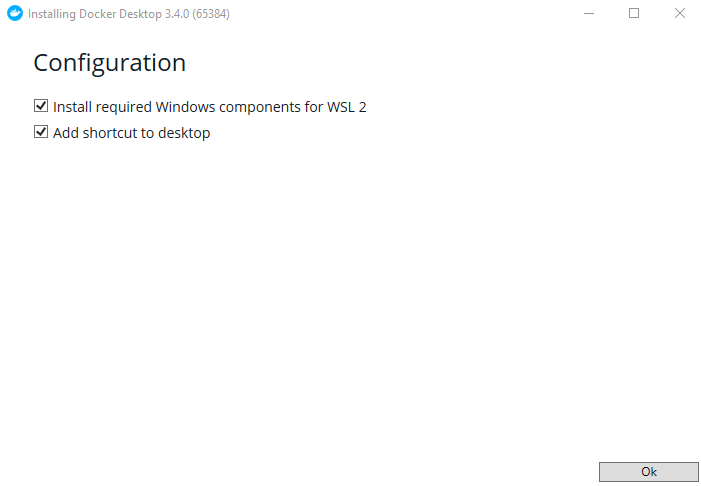 Installing Docker Desktop 3.4.0 (65384)
Configuration
Install required Windows components for WSL 2
Add shortcut to desktop
Ok